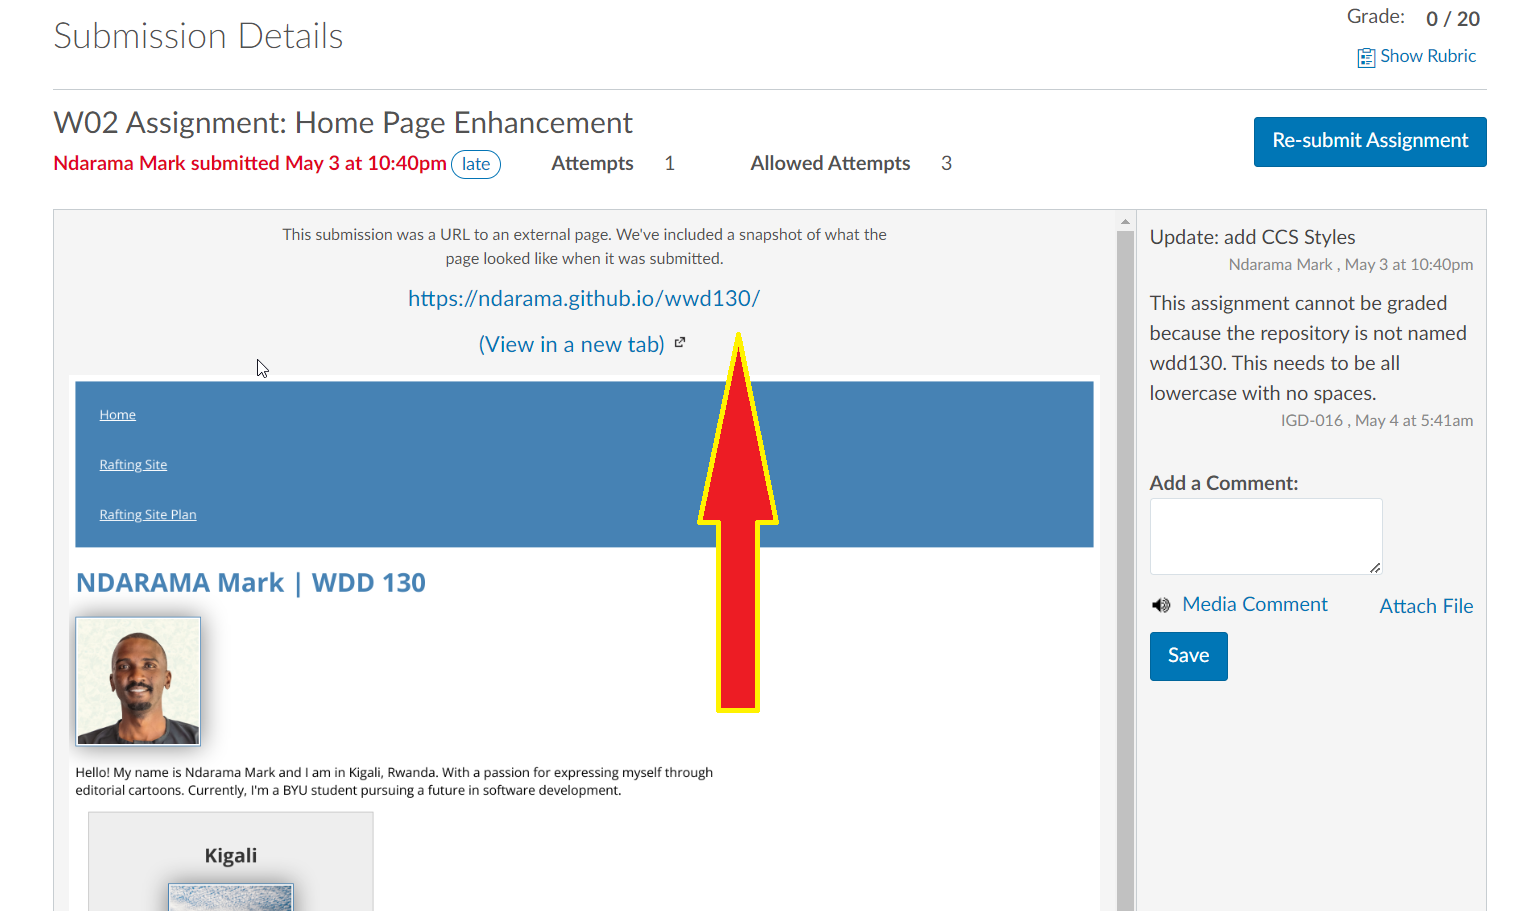 Submission Details
Grade: 0 / 20
Show Rubric
W02 Assignment: Home Page Enhancement
Ndarama Mark submitted May 3 at 10:40pm late Attempts 1 Allowed Attempts 3
Re-submit Assignment
This submission was a URL to an external page. We've included a snapshot of what the
page looked like when it was submitted.
https://ndarama.github.io/wwd130/
(View in a new tab)
Home
Rafting Site
Rafting Site Plan
NDARAMA Mark | WDD 130
Hello! My name is Ndarama Mark and I am in Kigali, Rwanda. With a passion for expressing myself through
editorial cartoons. Currently, I'm a BYU student pursuing a future in software development.
Kigali
Update: add CCS Styles
Ndarama Mark , May 3 at 10:40pm
This assignment cannot be graded
because the repository is not named
wdd130. This needs to be all
lowercase with no spaces.
IGD-016 , May 4 at 5:41am
Add a Comment:
Media Comment Attach File
Save